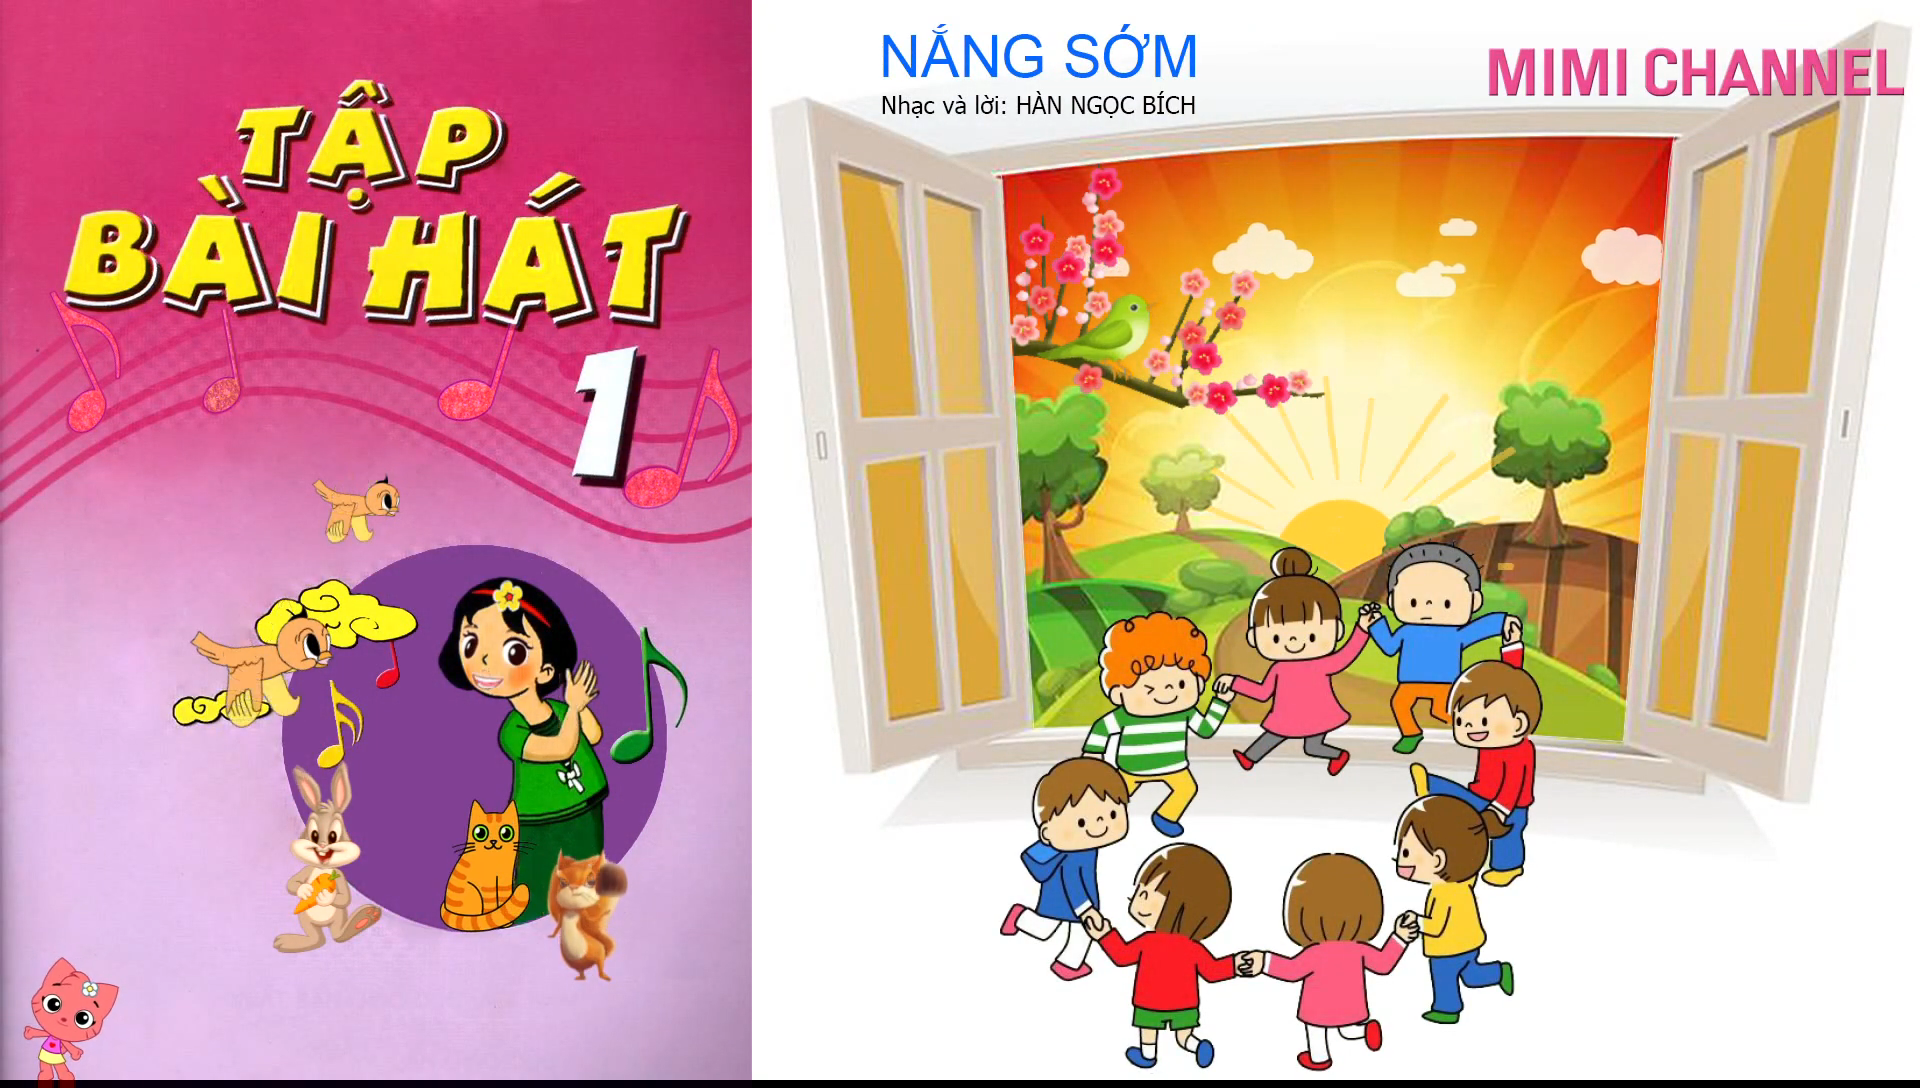 TẬP
BÀI HÁT
1
NẮNG SỚM
Nhạc và lời: HÀN NGỌC BÍCH
MIMI CHANNEL